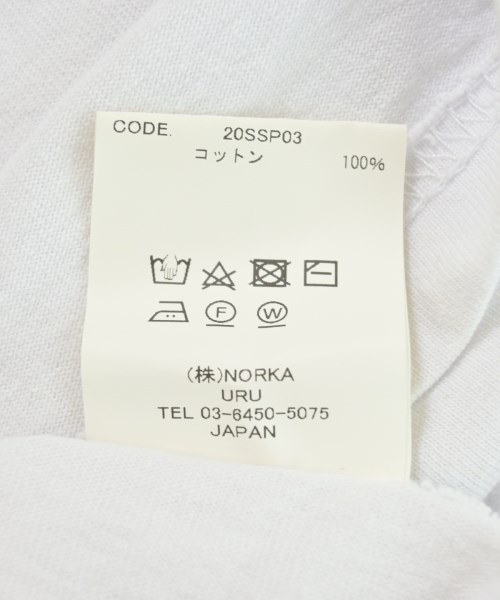 CODE. 20SSP03
コットン 100%
F W
(株)NORKA
URU
TEL 03-6450-5075
JAPAN